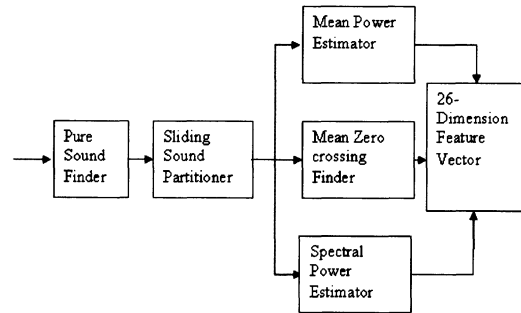 Mean Power
Estimator
26-
Dimension
Feature
Vector
Pure
Sound
Finder
Sliding
Sound
Partitioner
Mean Zero
crossing
Finder
Spectral
Power
Estimator